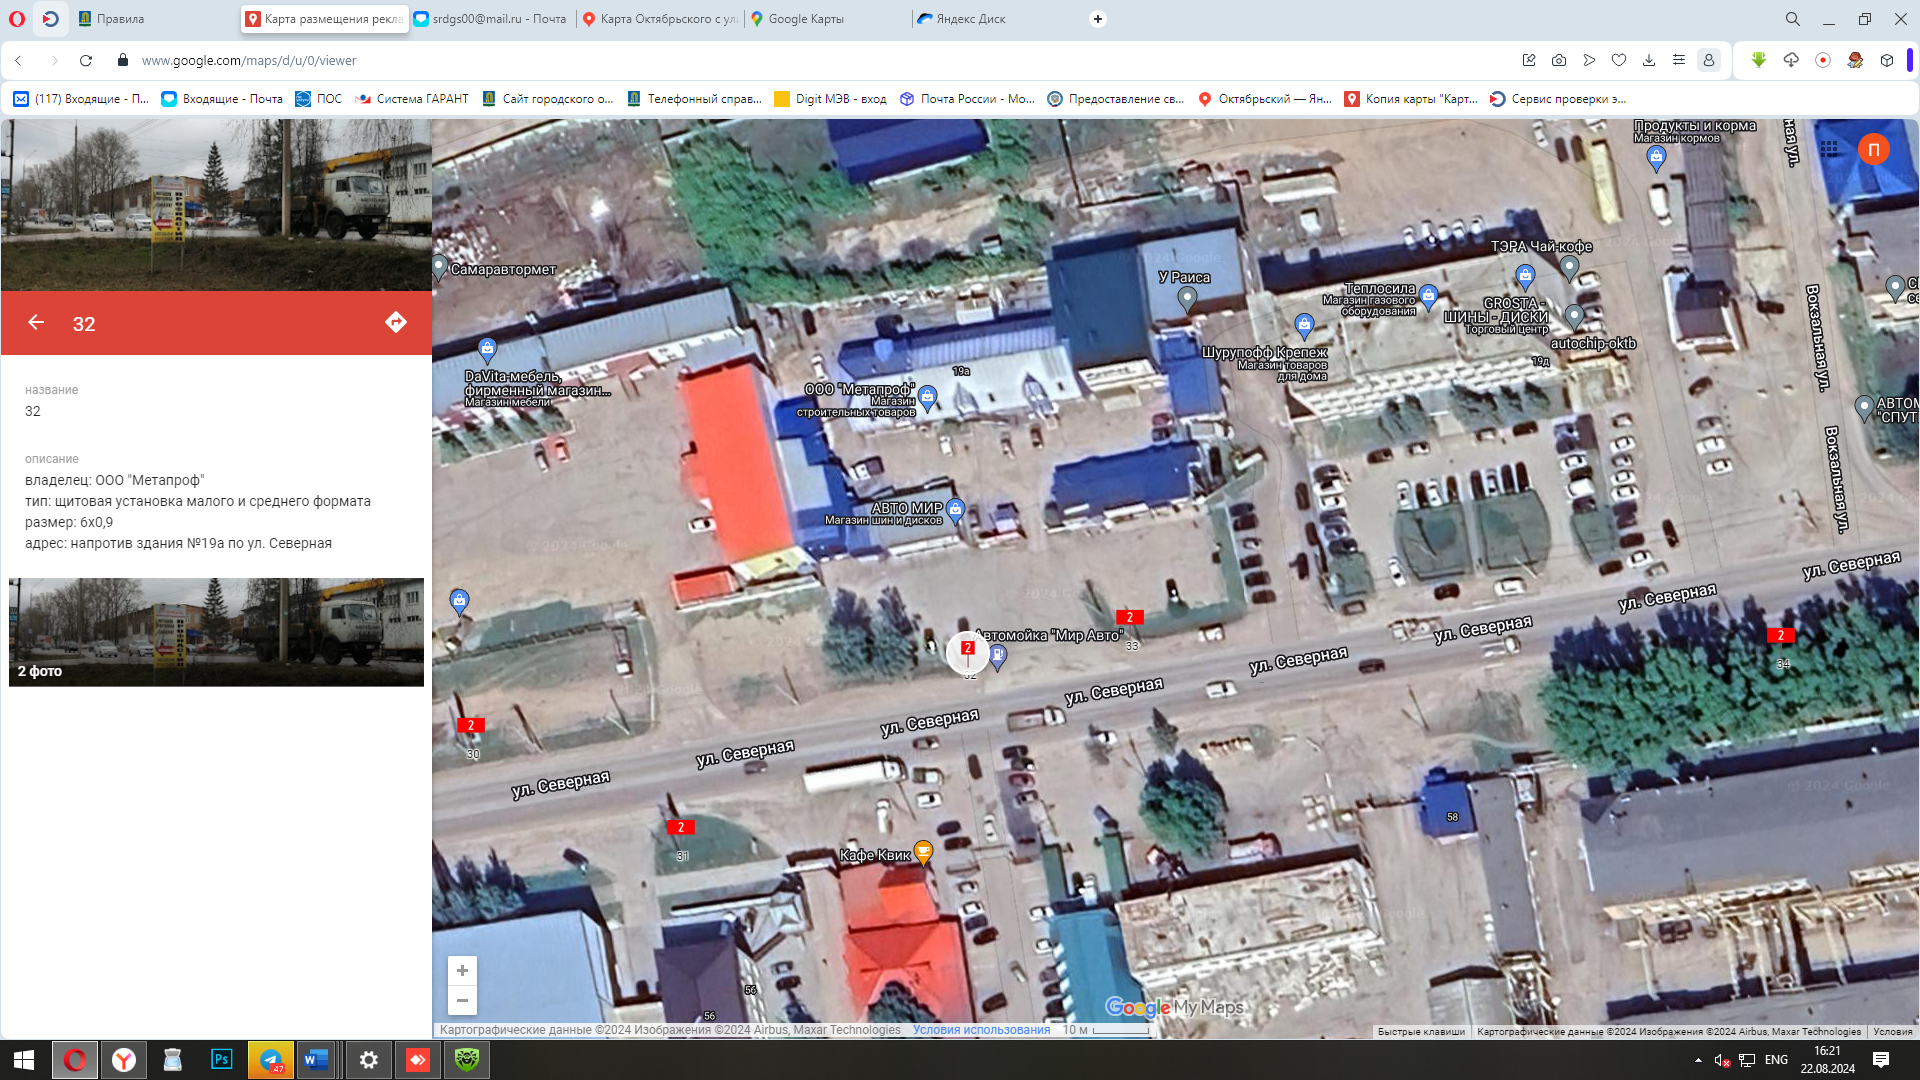 Правила
Карта размещения рекла
srdgs00@mail.ru - Почта
Карта Октябрьского с ули
Google Карты
Яндекс Диск
www.google.com/maps/d/u/0/viewer
(117) Входящие - П...
Входящие - Почта
ПОС
Система ГАРАНТ
Сайт городского о...
Телефонный справ...
Digit МЭВ - вход
Почта России - Мо...
Предоставление св...
Октябрьский — Ян...
Копия карты "Карт...
Сервис проверки э...
32
название
32
описание
владелец: ООО "Метапроф"
тип: щитовая установка малого и среднего формата
размер: 6х0,9
адрес: напротив здания №19а по ул. Северная
2 фото
Продукты и корма
Магазин кормов
ная ул.
П
Самаравтормет
У Раиса
ТЭРА Чай-кофе
Теплосила
Магазин газового
оборудования
GROSTA -
ШИНЫ - ДИСКИ
Торговый центр
autochip-oktb
19д
Шурупофф Крепеж
Магазин товаров
для дома
Вокзальная ул.
Вокзальная ул.
АВТОМ
"СПУТ
DaVita-мебель,
фирменный магазин...
Магазин мебели
19а
ООО "Метапроф"
Магазин
строительных товаров
АВТО МИР
Магазин шин и дисков
Автомойка "Мир Авто"
2
32
2
33
2
34
2
30
2
31
ул. Северная
ул. Северная
ул. Северная
ул. Северная
ул. Северная
ул. Северная
ул. Северная
ул. Северная
Кафе Квик
58
56
56
Google My Maps
Картографические данные ©2024 Изображения ©2024 Airbus, Maxar Technologies
Условия использования
10 м
Быстрые клавиши
Картографические данные ©2024 Изображения ©2024 Airbus, Maxar Technologies
Условия
Ps
47
ENG
16:21
22.08.2024